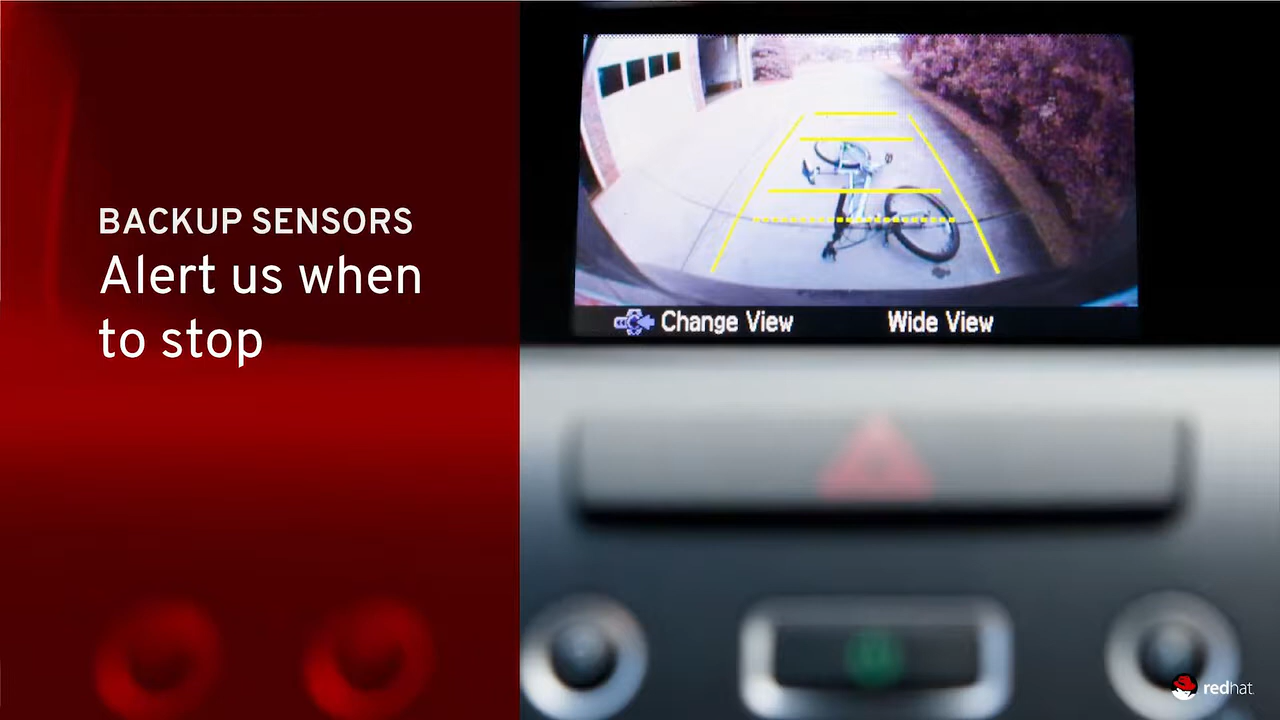 BACKUP SENSORS
Alert us when
to stop
Change View
Wide View
redhat.